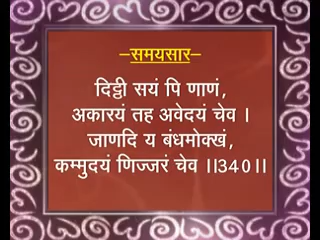 –समयसार–
दिट्ठी सयं पि णाणं,
अकारयं तह अवेदयं चेव ।
जाणदि य बंधमोक्खं,
कम्मुदयं णिज्जरं चेव ।।340।।